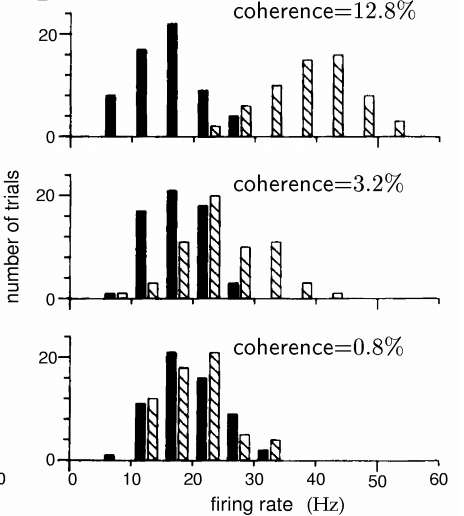 coherence=12.8%
20
0
coherence=3.2%
20
0
number of trials
coherence=0.8%
20
0
0
0 10 20 30 40 50 60
firing rate (Hz)